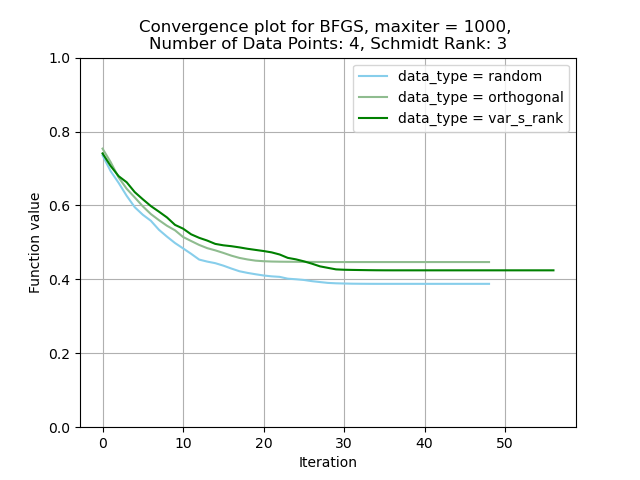 Convergence plot for BFGS, maxiter = 1000,
Number of Data Points: 4, Schmidt Rank: 3
data_type = random
data_type = orthogonal
data_type = var_s_rank
1.0
0.8
0.6
0.4
0.2
0.0
Function value
0 10 20 30 40 50
Iteration